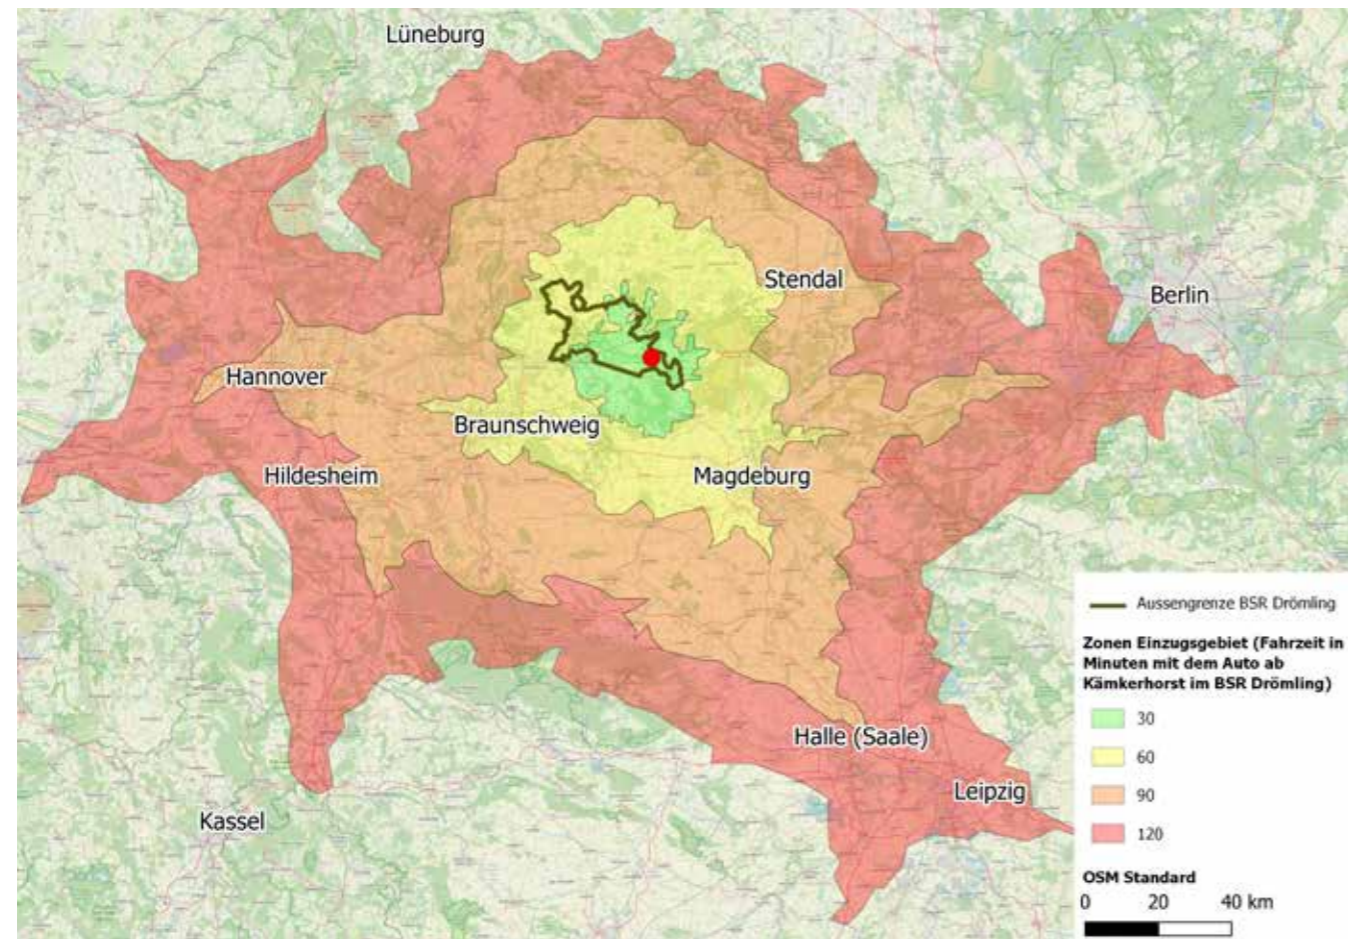 Lüneburg
Stendal
Berlin
Hannover
Braunschweig
Hildesheim
Magdeburg
Halle (Saale)
Leipzig
Kassel
Aussengrenze BSR Drömling
Zonen Einzugsgebiet (Fahrzeit in
Minuten mit dem Auto ab
Kämkerhorst im BSR Drömling)
30
60
90
120
OSM Standard
0 20 40 km